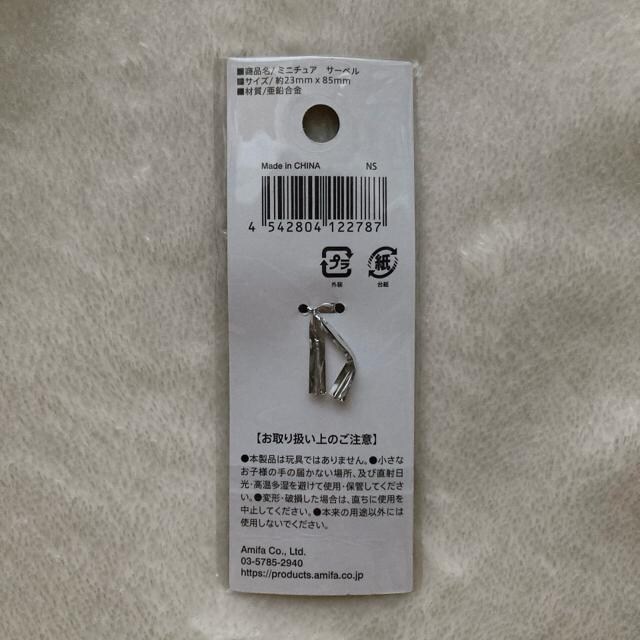 ■商品名/ミニチュア　サーベル
■サイズ/約23mm x 85mm
■材質/亜鉛合金
Made in CHINA　NS
4 542804 122787
プラ 紙
外装 台紙
【お取り扱い上のご注意】
●本製品は玩具ではありません。●小さな
お子様の手の届かない場所、及び直射日
光・高温多湿を避けて使用・保管してくださ
い。●変形・破損した場合は、直ちに使用を
中止してください。●本来の用途以外には
使用しないでください。
Amifa Co., Ltd.
03-5785-2940
https://products.amifa.co.jp/